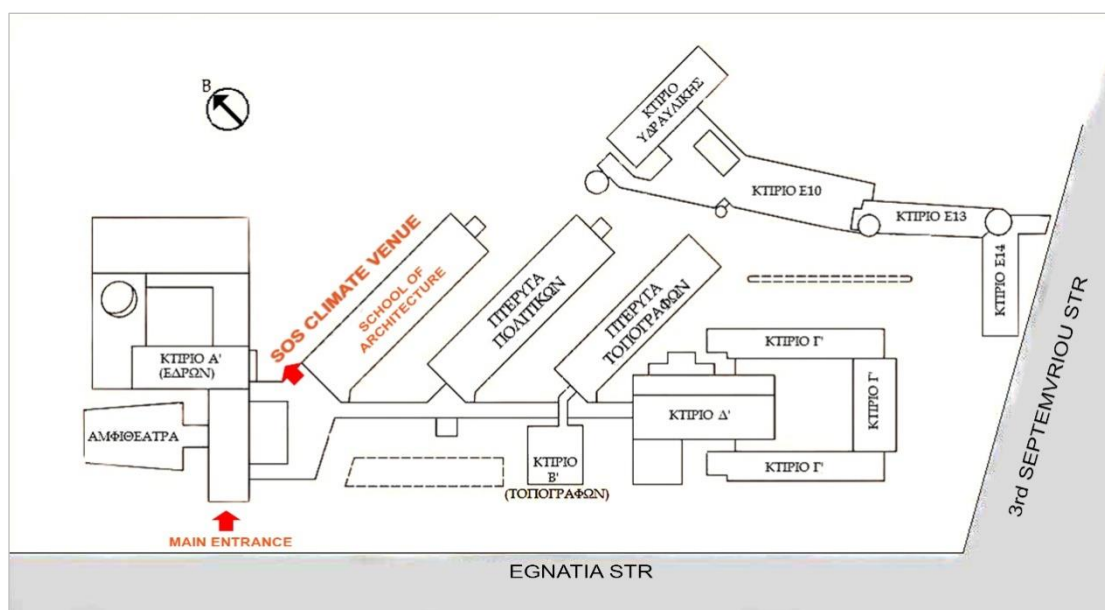 Β
ΚΤΙΡΙΟ
ΥΔΡΑΥΛΙΚΗΣ
ΚΤΙΡΙΟ Ε10
ΚΤΙΡΙΟ Ε13
ΚΤΙΡΙΟ Ε14
SOS CLIMATE VENUE
SCHOOL OF
ARCHITECTURE
ΠΤΕΡΥΓΑ
ΠΟΛΙΤΙΚΩΝ
ΠΤΕΡΥΓΑ
ΤΟΠΟΓΡΑΦΩΝ
ΚΤΙΡΙΟ Α'
(ΕΔΡΩΝ)
ΚΤΙΡΙΟ Γ'
ΚΤΙΡΙΟ Γ'
ΚΤΙΡΙΟ Γ'
ΚΤΙΡΙΟ Δ'
ΑΜΦΙΘΕΑΤΡΑ
ΚΤΙΡΙΟ
Β'
(ΤΟΠΟΓΡΑΦΩΝ)
MAIN ENTRANCE
EGNATIA STR
3rd SEPTEMVRIOU STR